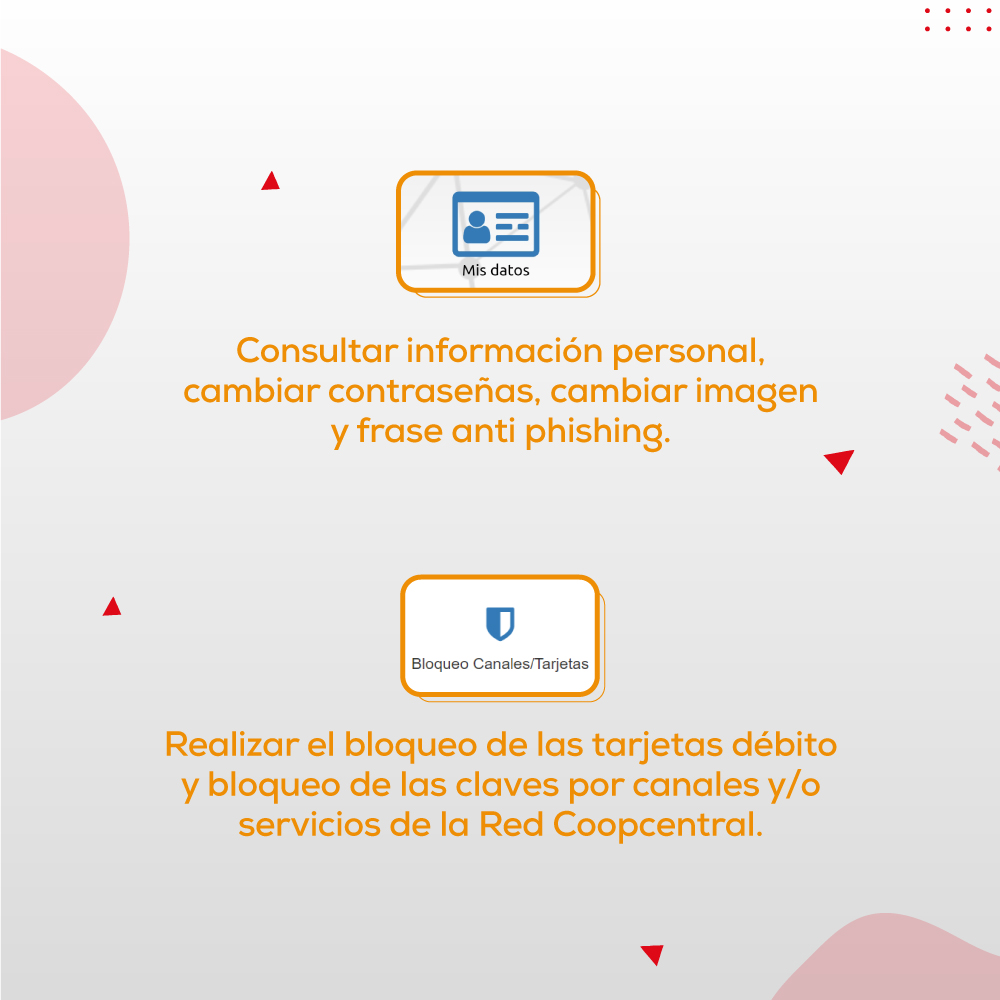 Mis datos
Consultar información personal,
cambiar contraseñas, cambiar imagen
y frase anti phishing.
Bloqueo Canales/Tarjetas
Realizar el bloqueo de las tarjetas débito
y bloqueo de las claves por canales y/o
servicios de la Red Coopcentral.